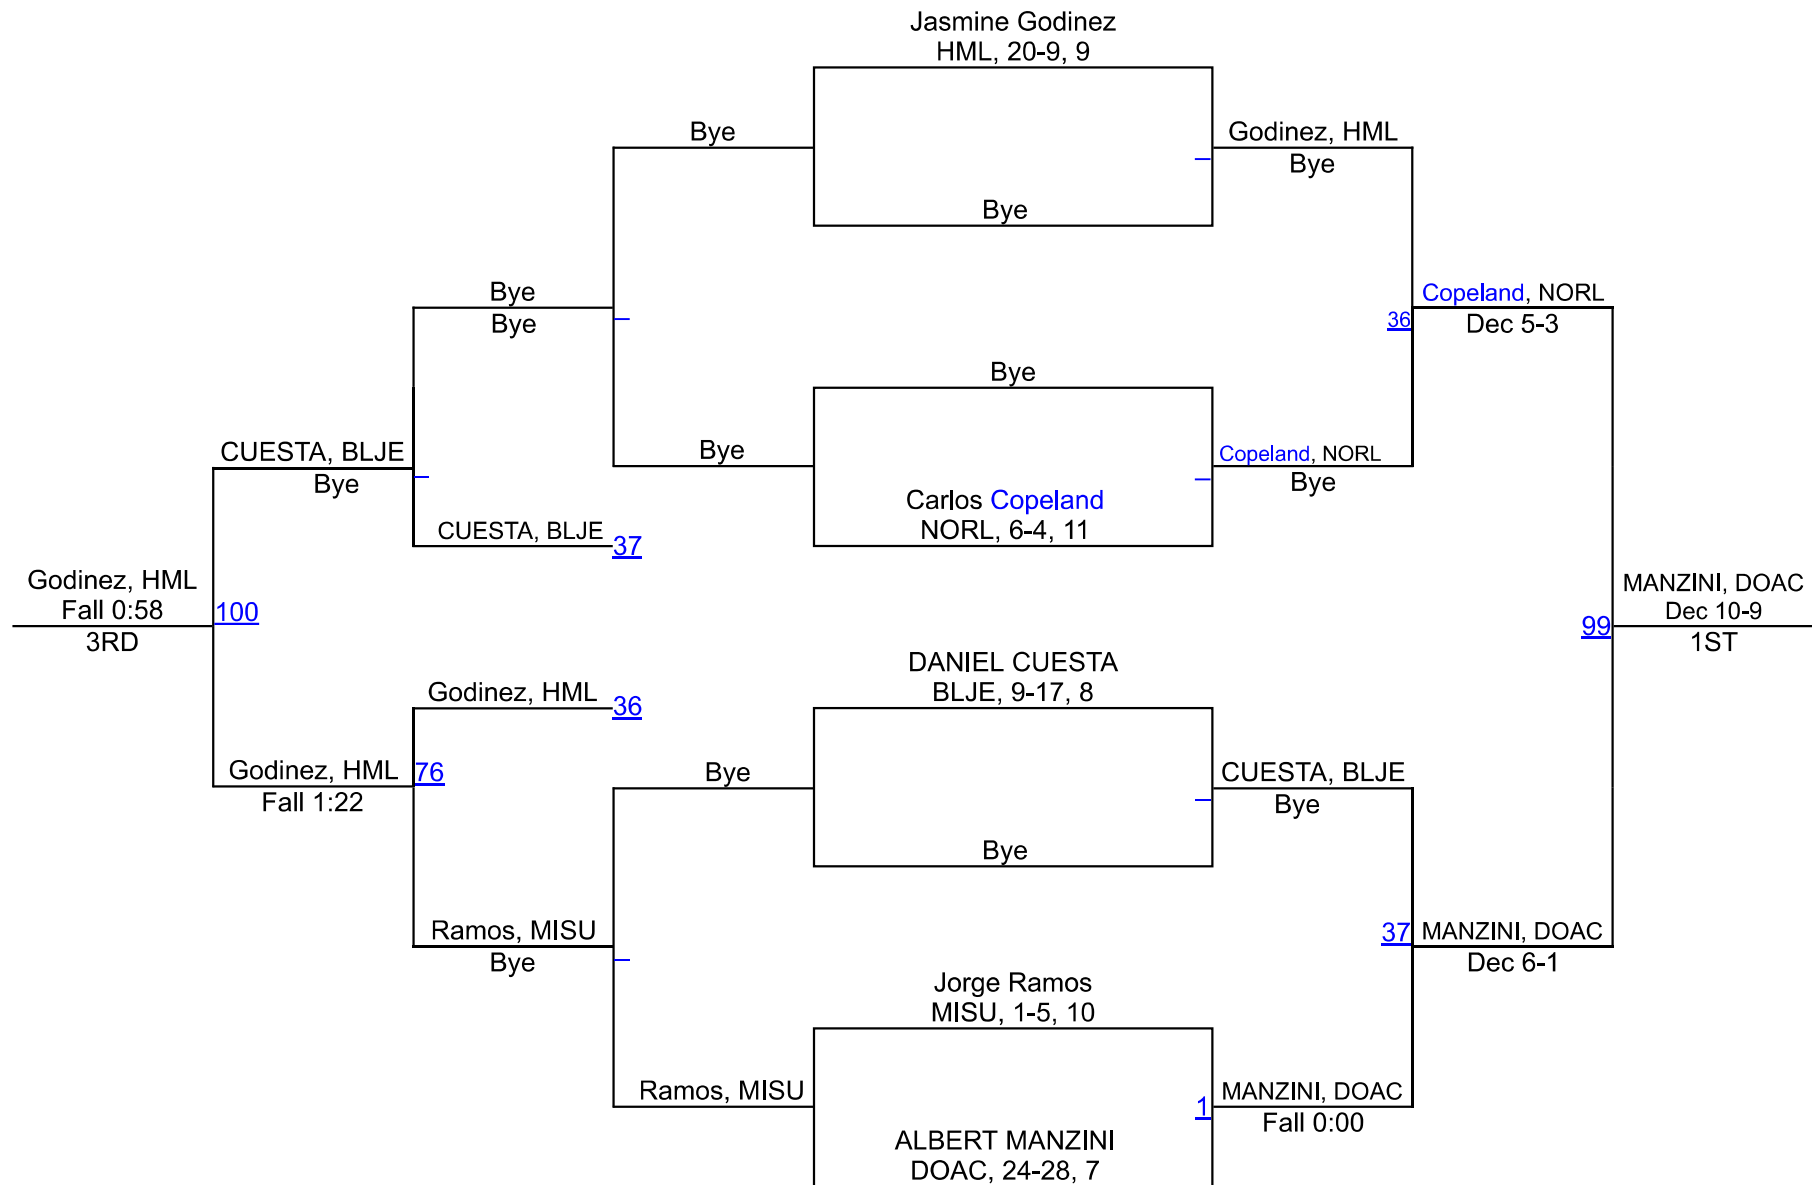 Jasmine Godinez
HML, 20-9, 9
Bye
Godinez, HML
Bye
Bye
Bye
Bye
Copeland, NORL
36
Dec 5-3
Bye
CUESTA, BLJE
Bye
Bye
Copeland, NORL
Bye
Carlos Copeland
NORL, 6-4, 11
CUESTA, BLJE
37
Godinez, HML
Fall 0:58
100
3RD
MANZINI, DOAC
Dec 10-9
99
1ST
DANIEL CUESTA
BLJE, 9-17, 8
Godinez, HML
36
Godinez, HML
76
Fall 1:22
Bye
CUESTA, BLJE
Bye
Bye
Ramos, MISU
Bye
37
MANZINI, DOAC
Dec 6-1
Jorge Ramos
MISU, 1-5, 10
Ramos, MISU
1
MANZINI, DOAC
Fall 0:00
ALBERT MANZINI
DOAC, 24-28, 7